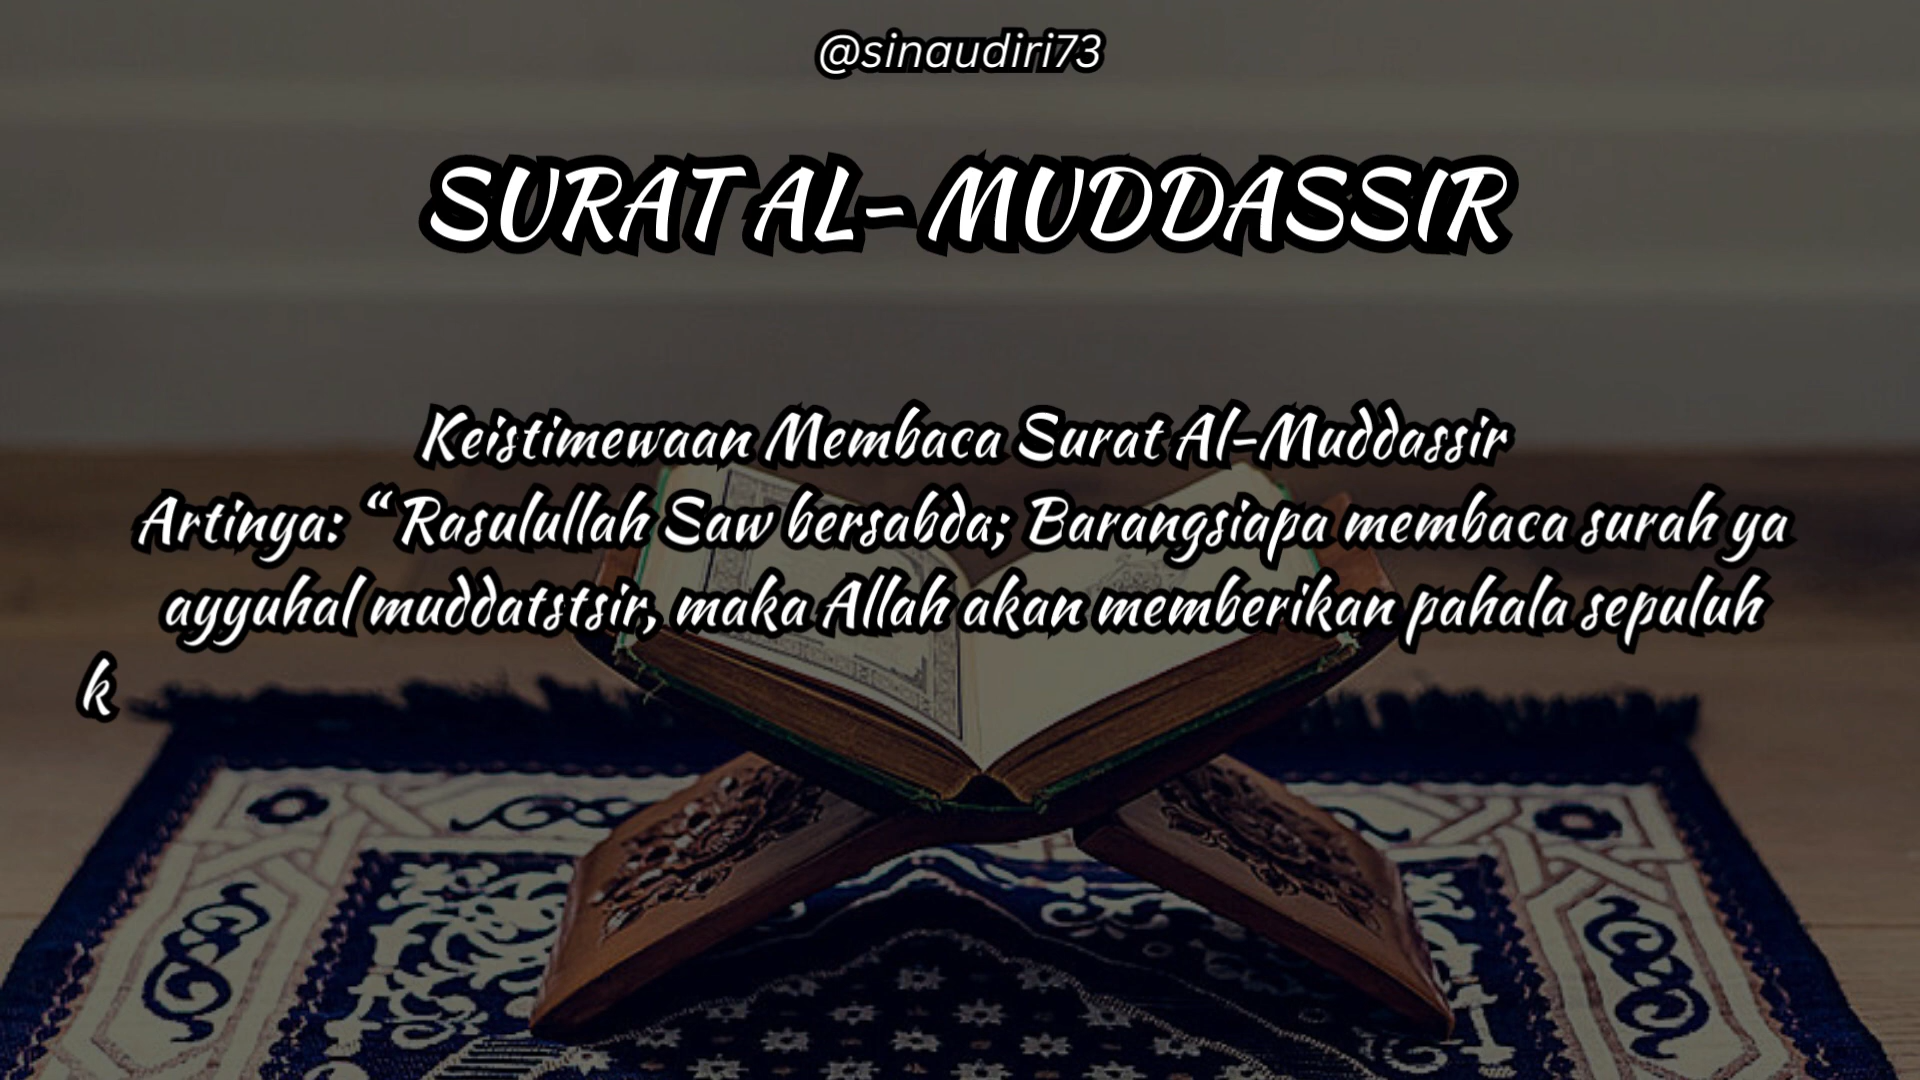 @sinaudiri73
SURAT AL- MUDDASSIR
Keistimewaan Membaca Surat Al-Muddassir
Artinya: “Rasulullah Saw bersabda; Barangsiapa membaca surah ya
ayyuhal muddatstsir, maka Allah akan memberikan pahala sepuluh
k